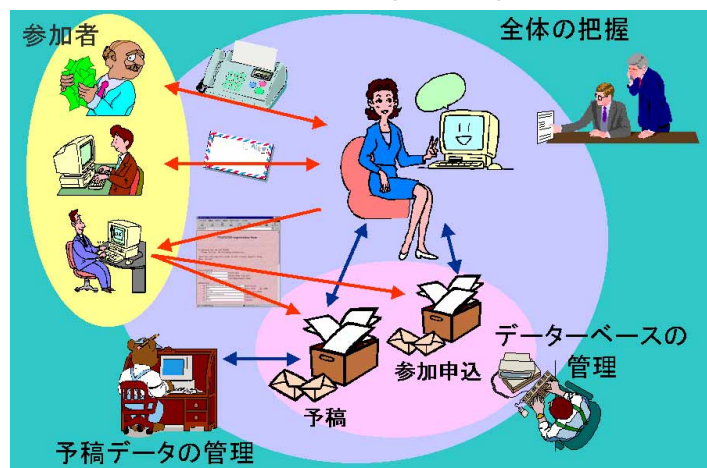 参加者
全体の把握
データーベースの
管理
参加申込
予稿
予稿データの管理